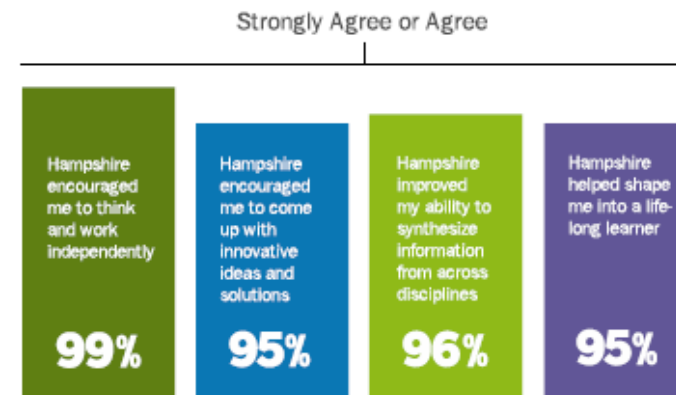 Strongly Agree or Agree
Hampshire
encouraged
me to think
and work
independently
99%
Hampshire
encouraged
me to come
up with
innovative
ideas and
solutions
95%
Hampshire
improved
my ability to
synthesize
information
from across
disciplines
96%
Hampshire
helped shape
me into a life-
long learner
95%